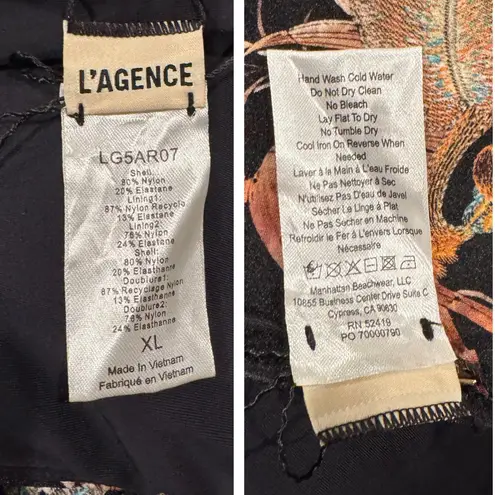 L'AGENCE
LG5AR07
Shell:
80% Nylon
20% Elastane
Lining1:
87% Nylon Recyclo
13% Elastane
Lining2:
76% Nylon
24% Elastane
Shell:
80% Nylon
20% Elasthanne
Doublure1:
87% Recyclage Nylon
13% Elasthanne
Doublure2:
76% Nylon
24% Elasthanne
XL
Made in Vietnam
Fabriqué en Vietnam
Hand Wash Cold Water
Do Not Dry Clean
No Bleach
Lay Flat To Dry
No Tumble Dry
Cool Iron On Reverse When
Needed
Laver à la Main à L'eau Froide
Ne Pas Nettoyer à Sec
N'utilisez Pas D'eau de Javel
Sécher Le Linge à Plat
Ne Pas Sécher en Machine
Refroidir le Fer à L'envers Lorsque
Nécessaire
Manhattan Beachwear, LLC
10855 Business Center Drive Suite C
Cypress, CA 90630
RN 52419
PO 70000790